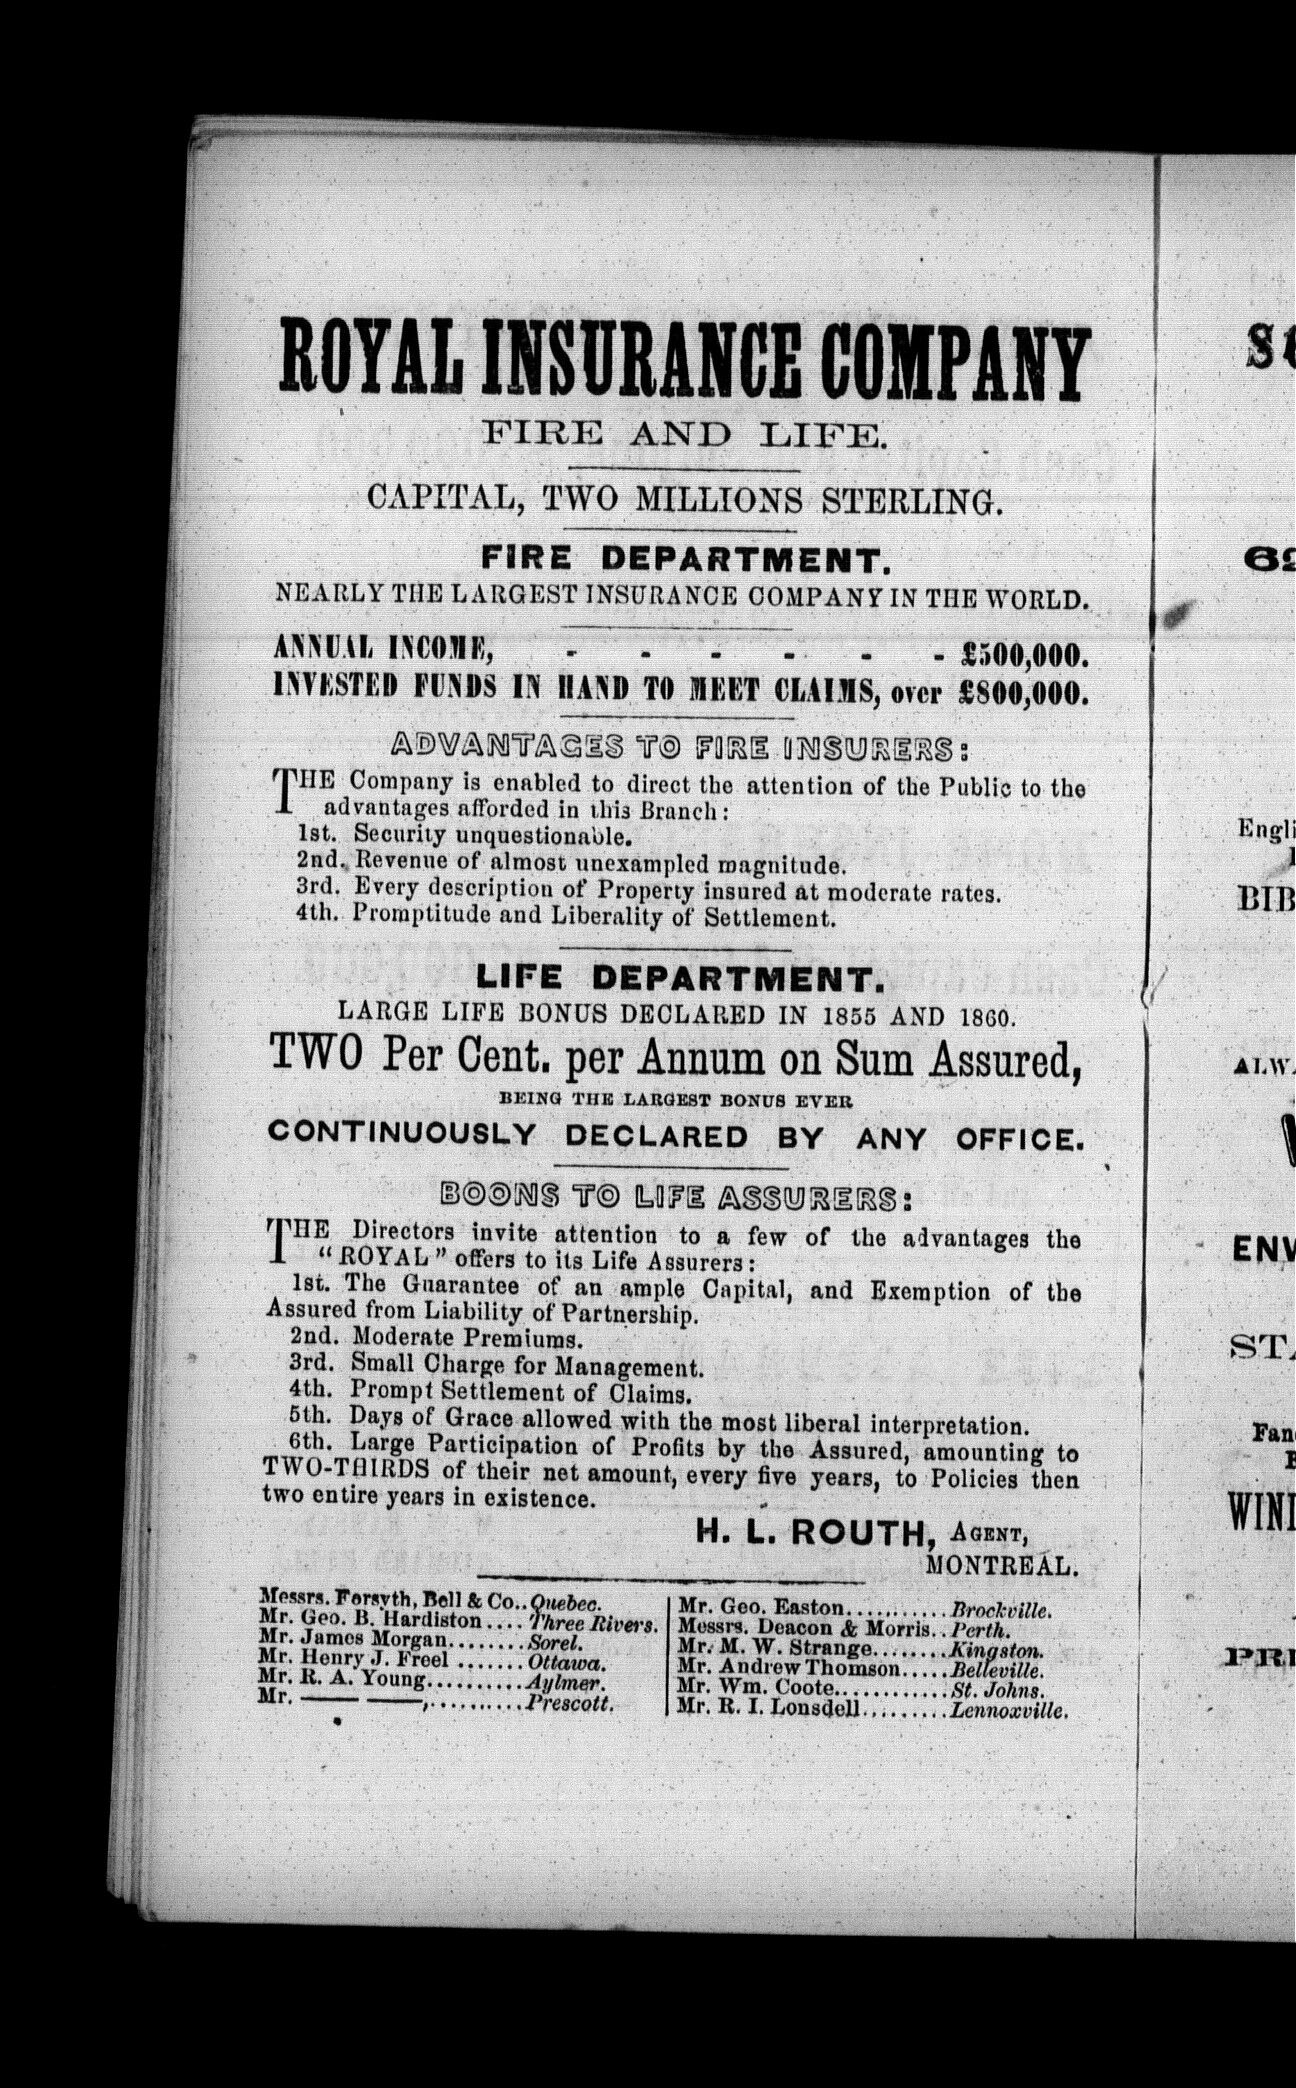 ROYAL INSURANCE COMPANY
FIRE AND LIFE.
CAPITAL, TWO MILLIONS STERLING.
FIRE DEPARTMENT.
NEARLY THE LARGEST INSURANCE COMPANY IN THE WORLD.
ANNUAL INCOME, - - - - - - £500,000.
INVESTED FUNDS IN HAND TO MEET CLAIMS, over £800,000.
ADVANTAGES TO FIRE INSURERS:
THE Company is enabled to direct the attention of the Public to the
advantages afforded in this Branch:
1st. Security unquestionable.
2nd. Revenue of almost unexampled magnitude.
3rd. Every description of Property insured at moderate rates.
4th. Promptitude and Liberality of Settlement.
LIFE DEPARTMENT.
LARGE LIFE BONUS DECLARED IN 1855 AND 1860.
TWO Per Cent. per Annum on Sum Assured,
BEING THE LARGEST BONUS EVER
CONTINUOUSLY DECLARED BY ANY OFFICE.
BOONS TO LIFE ASSURERS:
THE Directors invite attention to a few of the advantages the
"ROYAL" offers to its Life Assurers:
1st. The Guarantee of an ample Capital, and Exemption of the
Assured from Liability of Partnership.
2nd. Moderate Premiums.
3rd. Small Charge for Management.
4th. Prompt Settlement of Claims.
5th. Days of Grace allowed with the most liberal interpretation.
6th. Large Participation of Profits by the Assured, amounting to
TWO-THIRDS of their net amount, every five years, to Policies then
two entire years in existence.
H. L. ROUTH, AGENT,
MONTREAL.
Messrs. Forsyth, Bell & Co..Quebec.
Mr. Geo. B. Hardiston....Three Rivers.
Mr. James Morgan........Sorel.
Mr. Henry J. Freel.......Ottawa.
Mr. R. A. Young..........Aylmer.
Mr. —— ——,..........Prescott.
Mr. Geo. Easton...........Brockville.
Messrs. Deacon & Morris..Perth.
Mr. M. W. Strange........Kingston.
Mr. Andrew Thomson.....Belleville.
Mr. Wm. Coote............St. Johns.
Mr. R. I. Lonsdell.........Lennoxville.